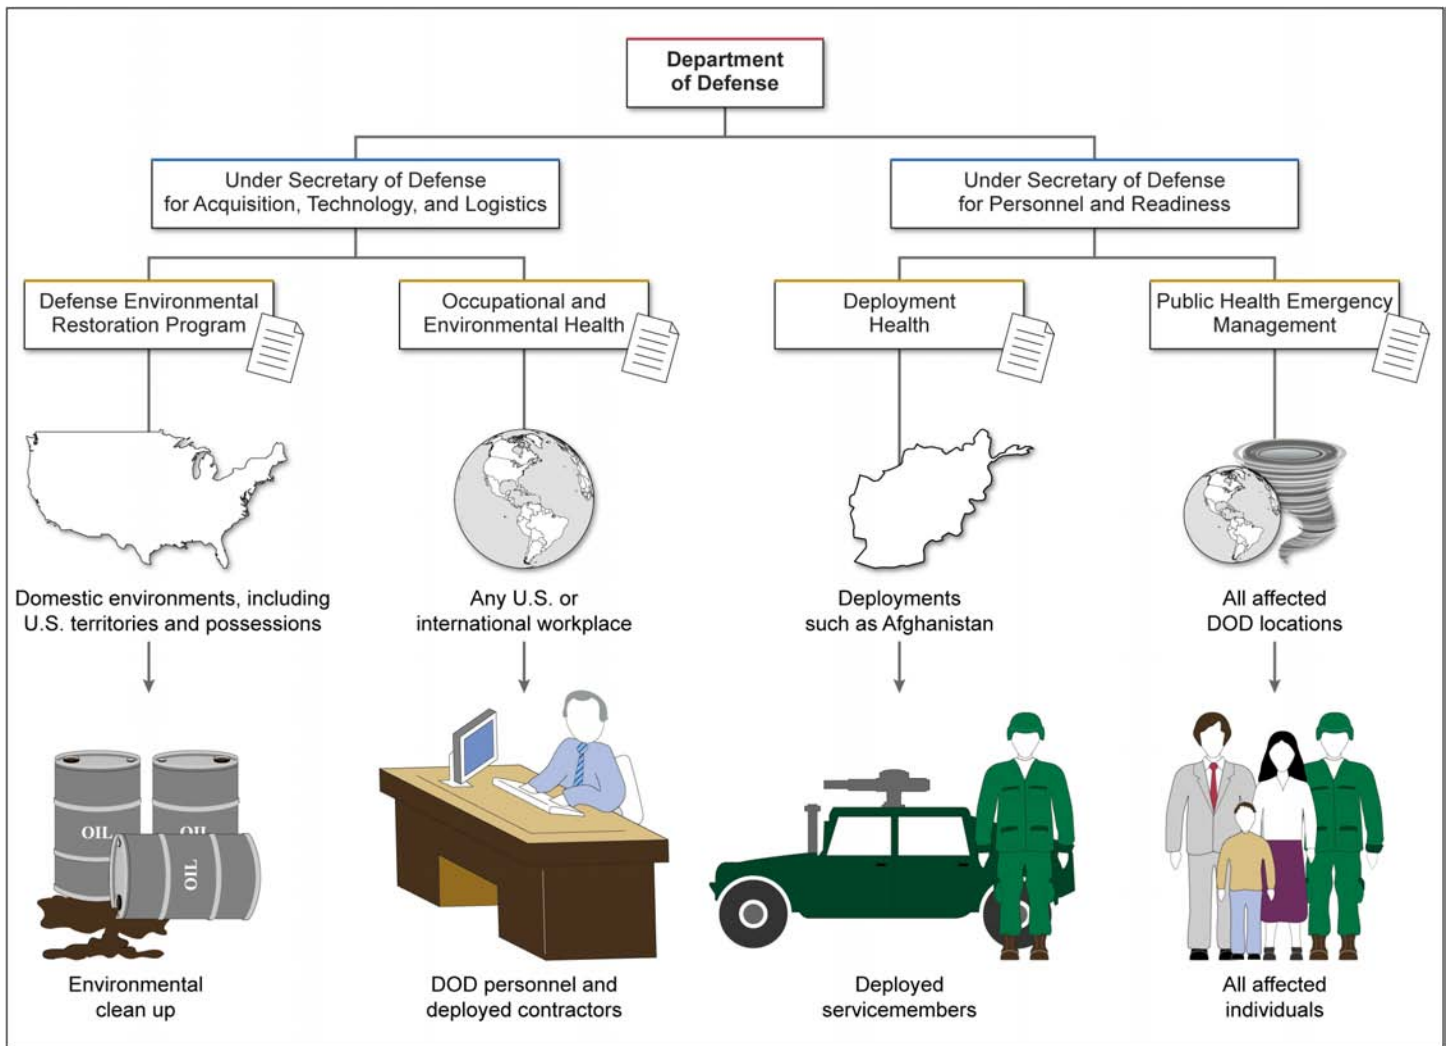 Department
of Defense
Under Secretary of Defense
for Acquisition, Technology, and Logistics
Under Secretary of Defense
for Personnel and Readiness
Defense Environmental
Restoration Program
Occupational and
Environmental Health
Deployment
Health
Public Health Emergency
Management
Domestic environments, including
U.S. territories and possessions
Any U.S. or
international workplace
Deployments
such as Afghanistan
All affected
DOD locations
OIL
OIL
OIL
Environmental
clean up
DOD personnel and
deployed contractors
Deployed
servicemembers
All affected
individuals